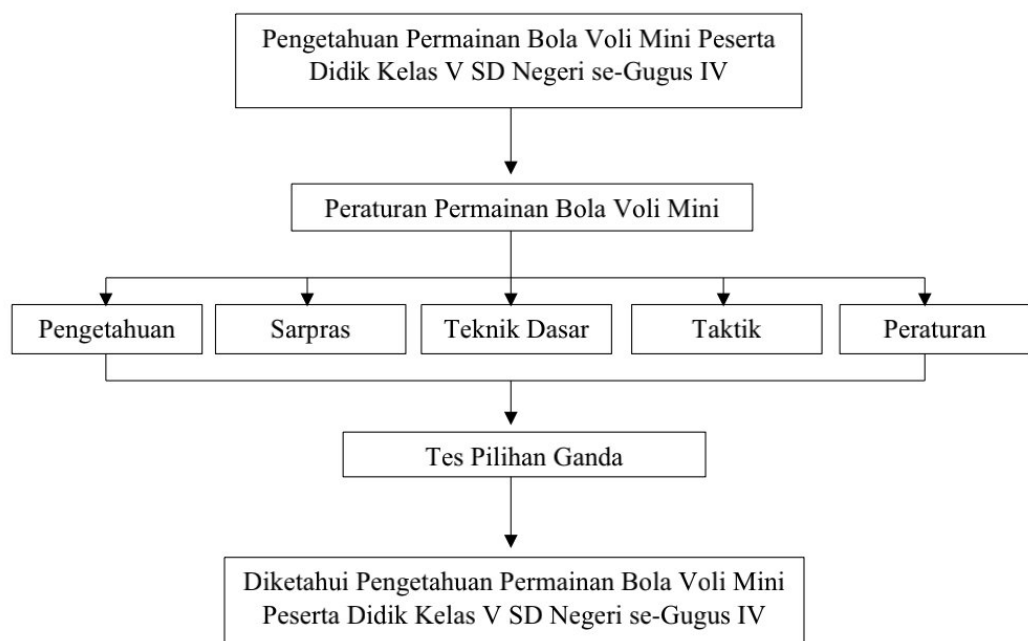 Pengetahuan Permainan Bola Voli Mini Peserta
Didik Kelas V SD Negeri se-Gugus IV
Peraturan Permainan Bola Voli Mini
Pengetahuan
Sarpras
Teknik Dasar
Taktik
Peraturan
Tes Pilihan Ganda
Diketahui Pengetahuan Permainan Bola Voli Mini
Peserta Didik Kelas V SD Negeri se-Gugus IV